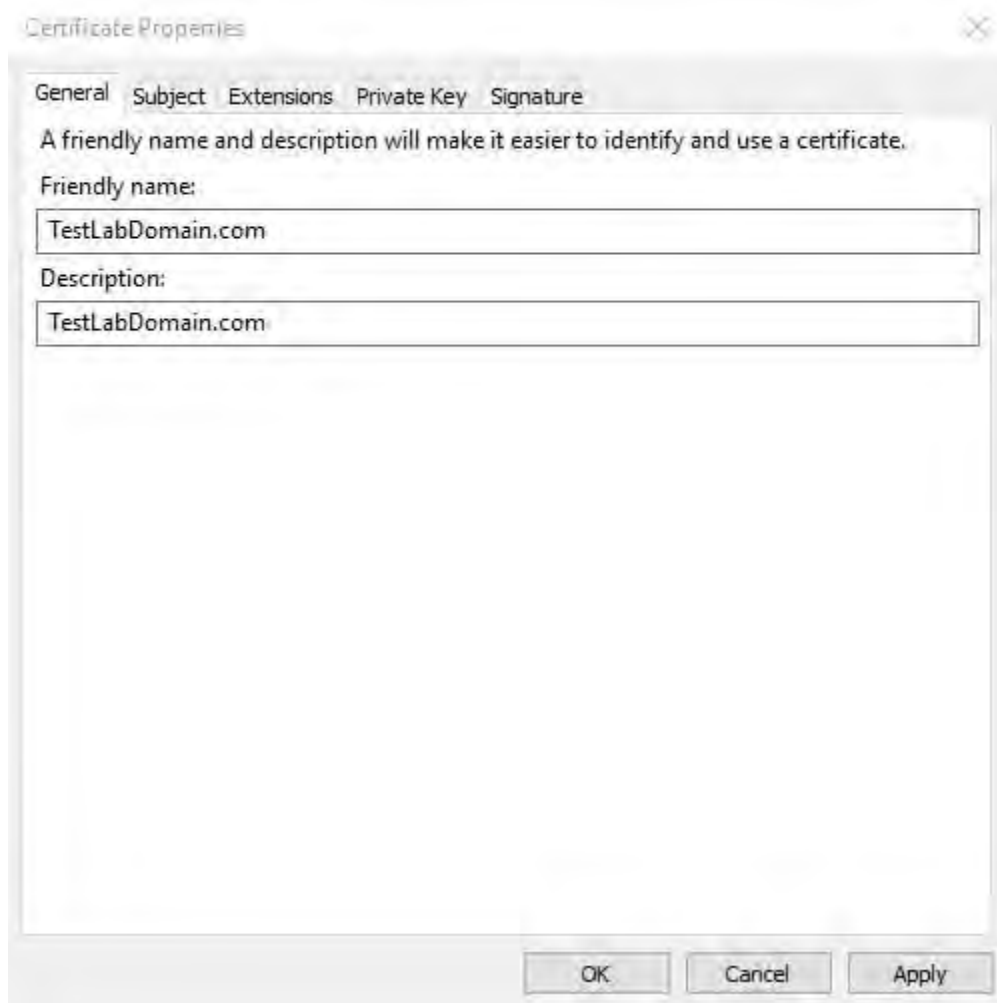 Certificate Properties
General Subject Extensions Private Key Signature
A friendly name and description will make it easier to identify and use a certificate.
Friendly name:
TestLabDomain.com
Description:
TestLabDomain.com
OK Cancel Apply